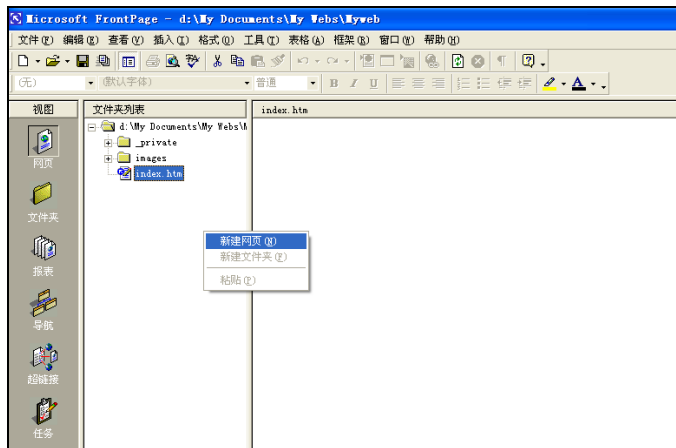 Microsoft FrontPage - d:\My Documents\My Webs\Myweb
文件(F) 编辑(E) 查看(V) 插入(I) 格式(O) 工具(T) 表格(A) 框架(R) 窗口(W) 帮助(H)
(无) (默认字体) 普通 B I U A
视图 文件夹列表 index.htm
d:\My Documents\My Webs\M
_private
images
index.htm
网页
文件夹
报表
导航
超链接
任务
新建网页(N)
新建文件夹(F)
粘贴(P)